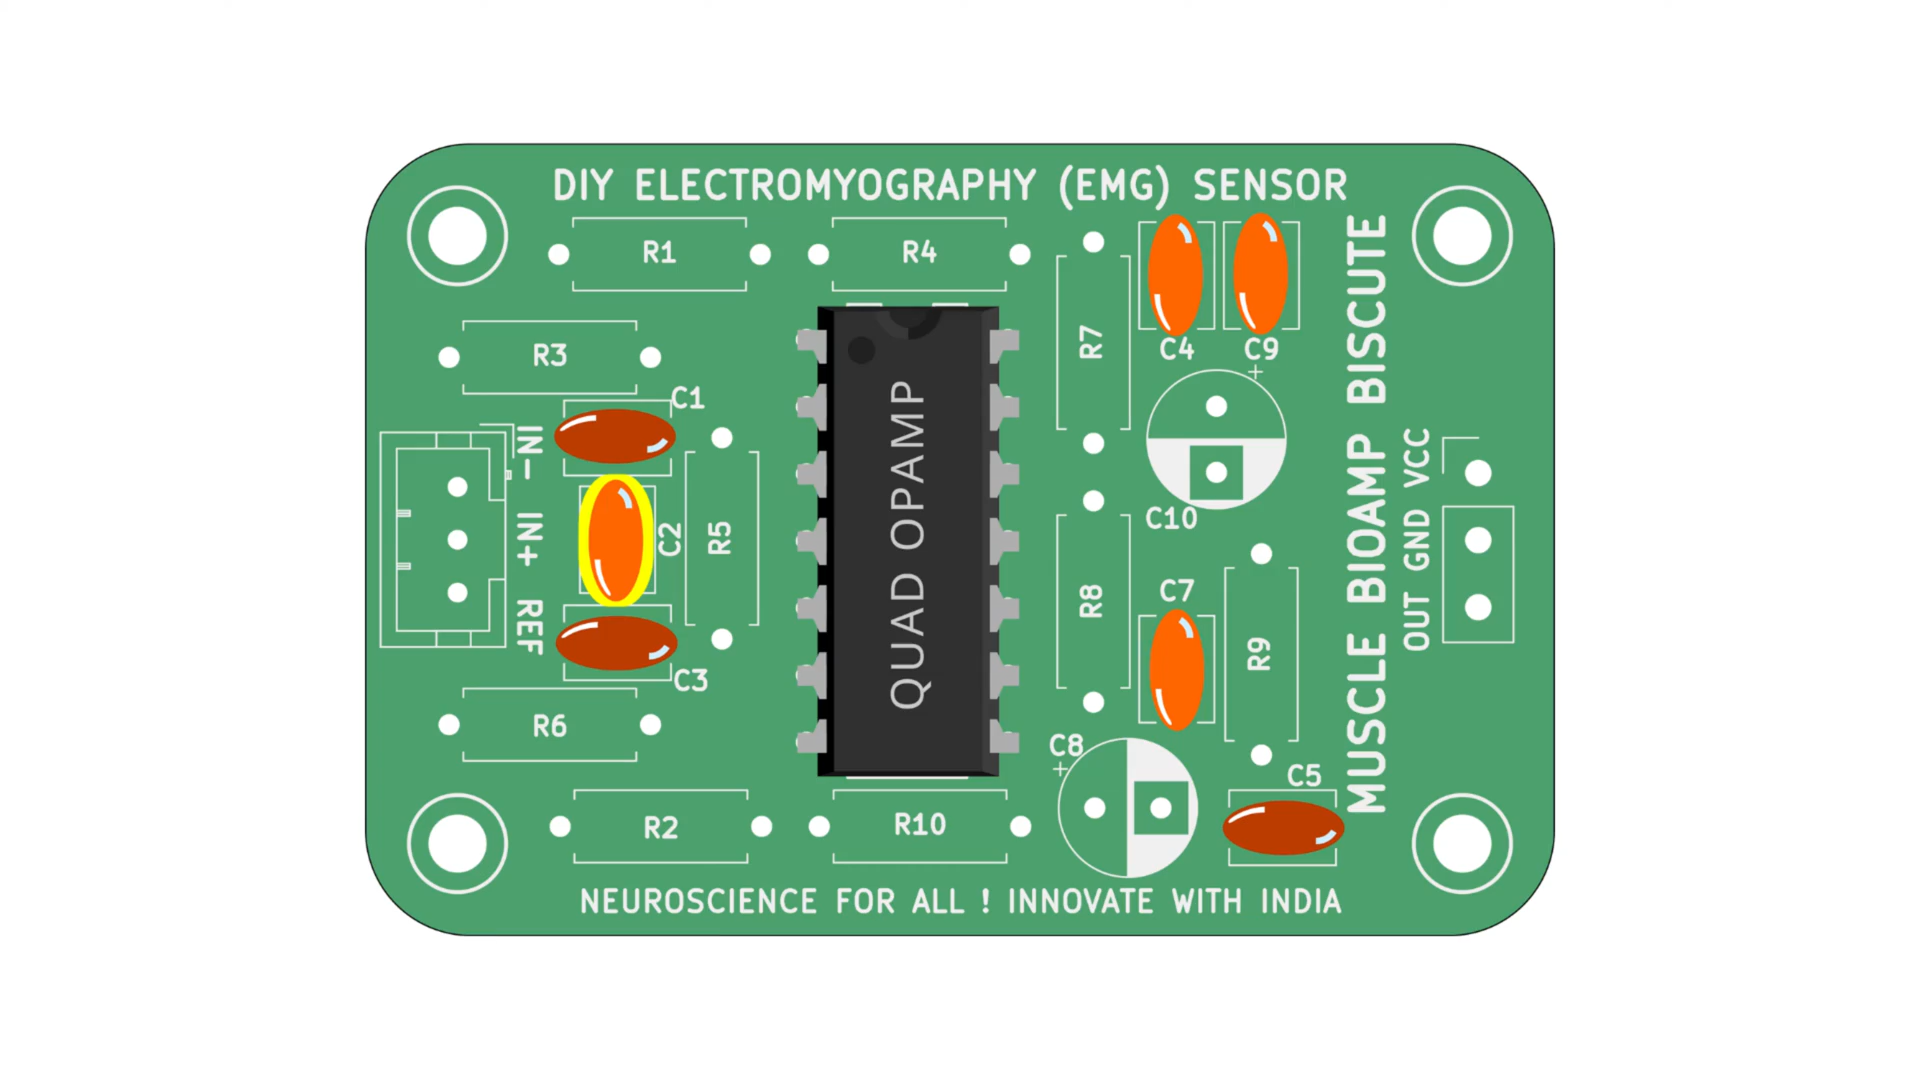 DIY ELECTROMYOGRAPHY (EMG) SENSOR
R1
R4
R3
C1
R7
C4
C9
+
IN-
IN+
REF
C2
R5
QUAD OPAMP
C10
MUSCLE BIOAMP BISCUTE
VCC
GND
OUT
R8
C7
R9
C3
R6
C8
+
C5
R2
R10
NEUROSCIENCE FOR ALL ! INNOVATE WITH INDIA